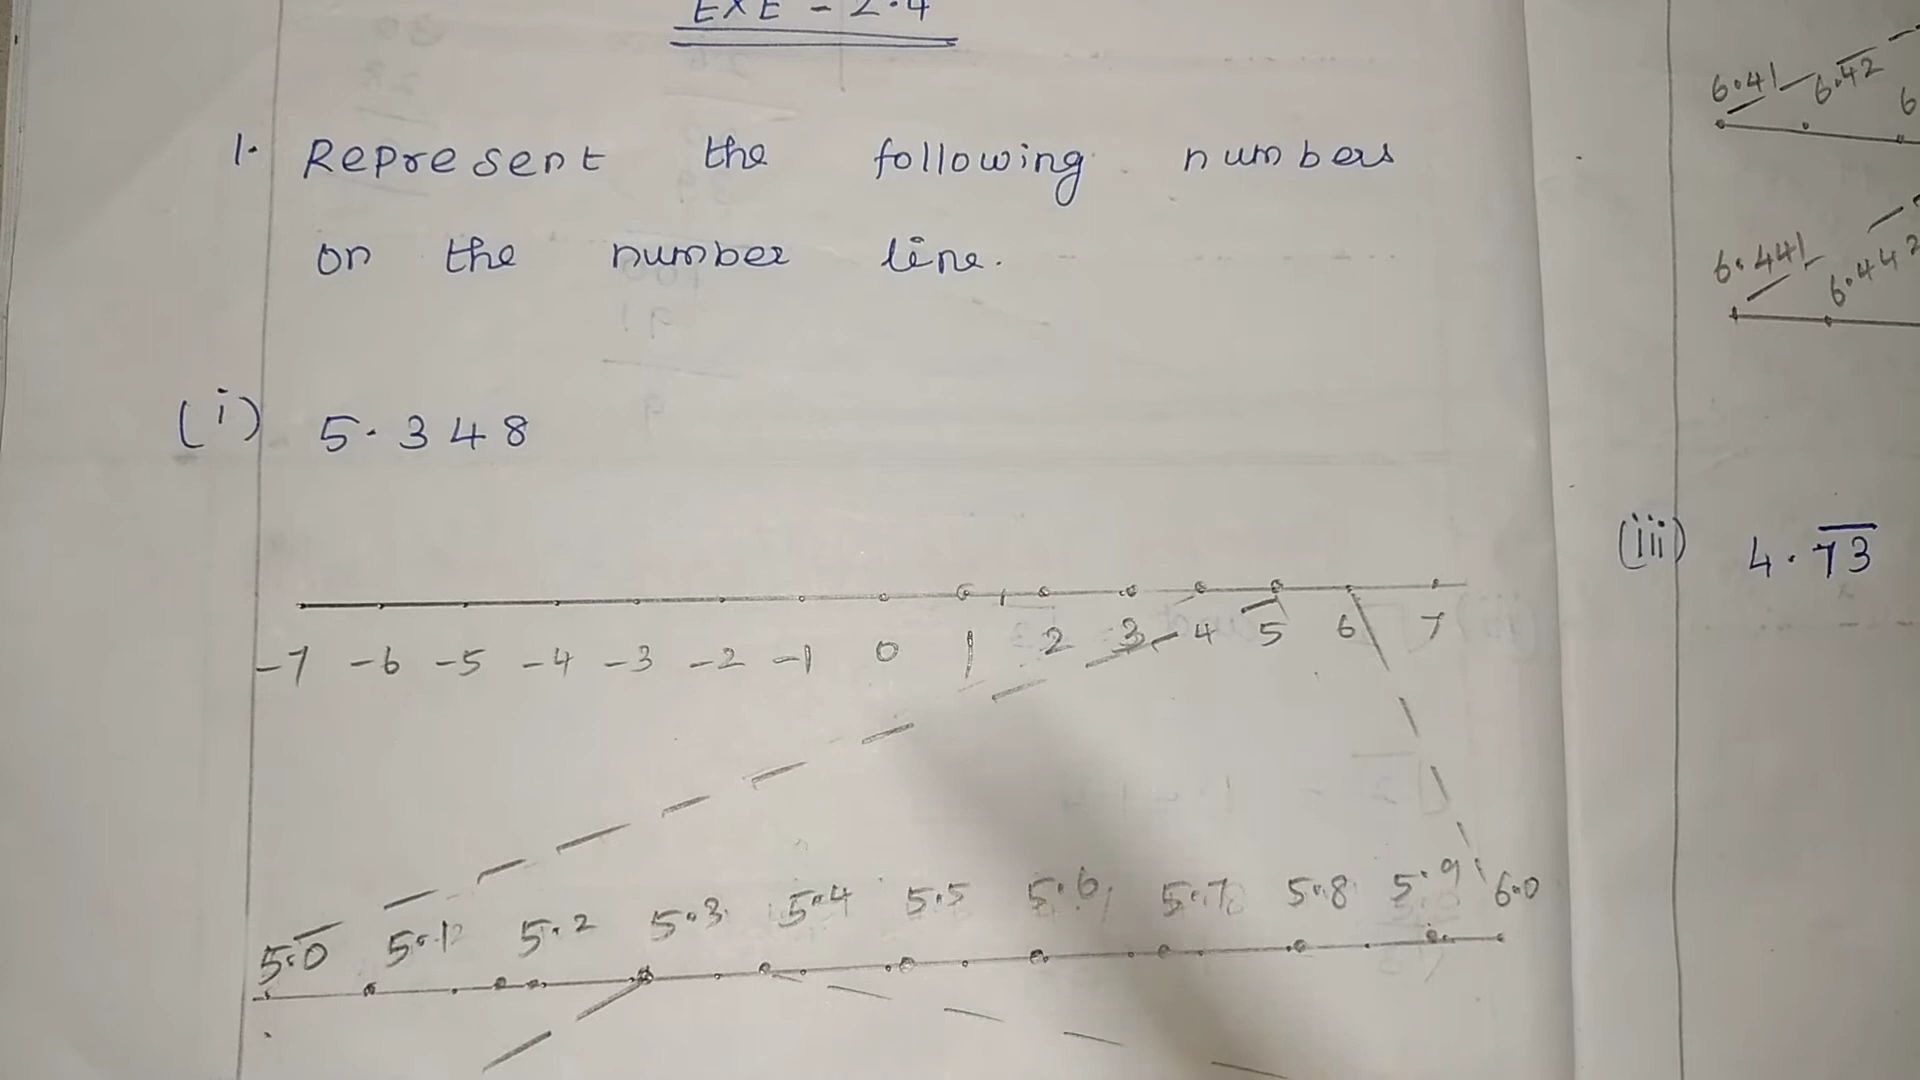 EXE - 2.4
1. Represent the following numbers
on the number line.
(i) 5.348
-7 -6 -5 -4 -3 -2 -1 0 1 2 3 4 5 6 7
5.0 5.1 5.2 5.3 5.4 5.5 5.6 5.7 5.8 5.9 6.0
6.41 6.42 6
6.441 6.442
(iii) 4.7̅3̅